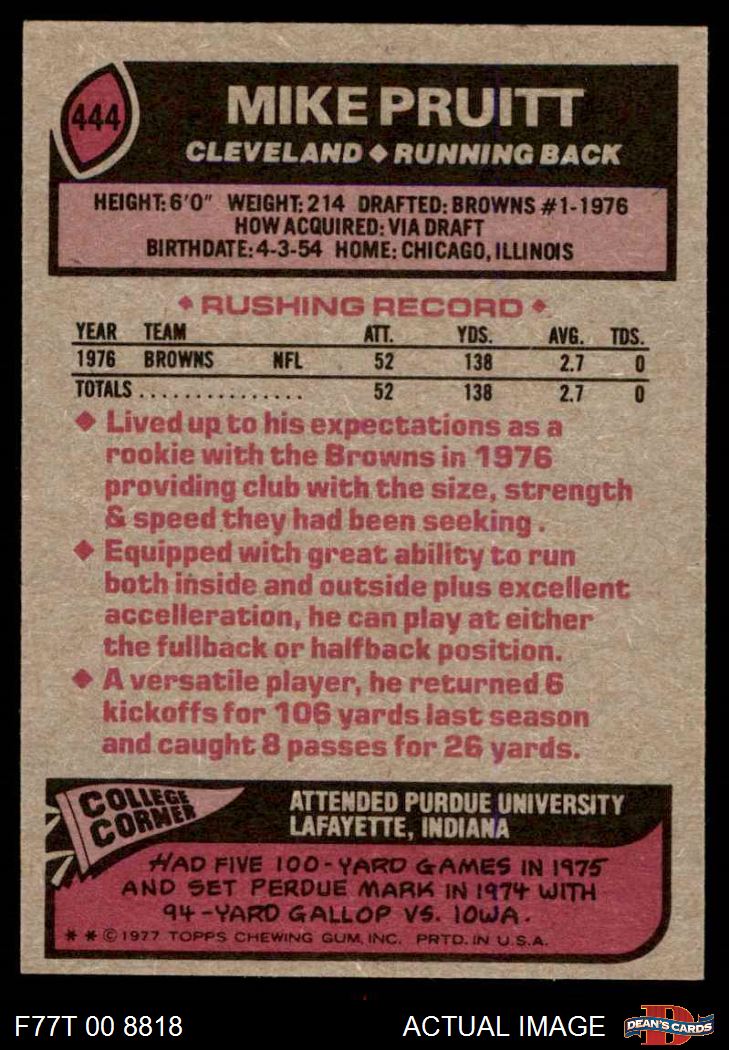 444
MIKE PRUITT
CLEVELAND ◆ RUNNING BACK
HEIGHT: 6'0" WEIGHT: 214 DRAFTED: BROWNS #1-1976
HOW ACQUIRED: VIA DRAFT
BIRTHDATE: 4-3-54 HOME: CHICAGO, ILLINOIS
◆ RUSHING RECORD ◆
YEAR TEAM ATT. YDS. AVG. TDS.
1976 BROWNS NFL 52 138 2.7 0
TOTALS ............... 52 138 2.7 0
◆ Lived up to his expectations as a
rookie with the Browns in 1976
providing club with the size, strength
& speed they had been seeking.
◆ Equipped with great ability to run
both inside and outside plus excellent
accelleration, he can play at either
the fullback or halfback position.
◆ A versatile player, he returned 6
kickoffs for 106 yards last season
and caught 8 passes for 26 yards.
COLLEGE
CORNER
ATTENDED PURDUE UNIVERSITY
LAFAYETTE, INDIANA
HAD FIVE 100-YARD GAMES IN 1975
AND SET PERDUE MARK IN 1974 WITH
94-YARD GALLOP VS. IOWA.
* * © 1977 TOPPS CHEWING GUM, INC. PRTD. IN U.S.A.
F77T 00 8818 ACTUAL IMAGE
D
DEAN'S CARDS